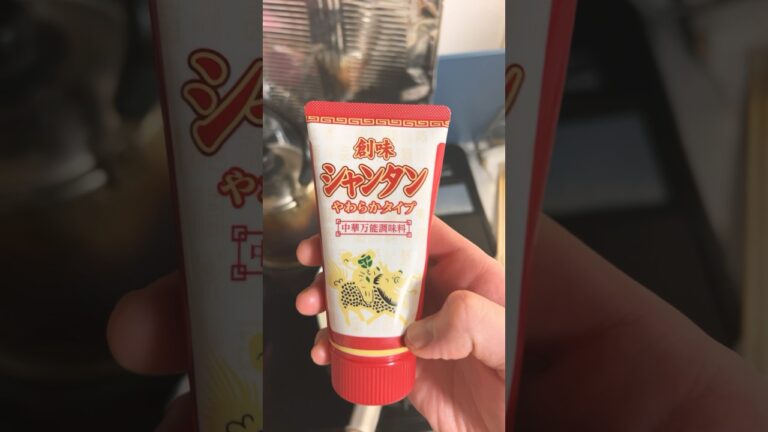 創味
シャンタン
やわらかタイプ
中華万能調味料